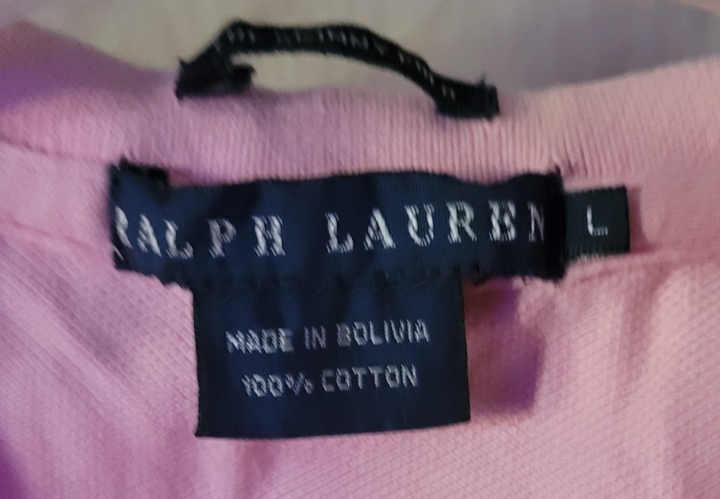 RALPH LAUREN
L
MADE IN BOLIVIA
100% COTTON